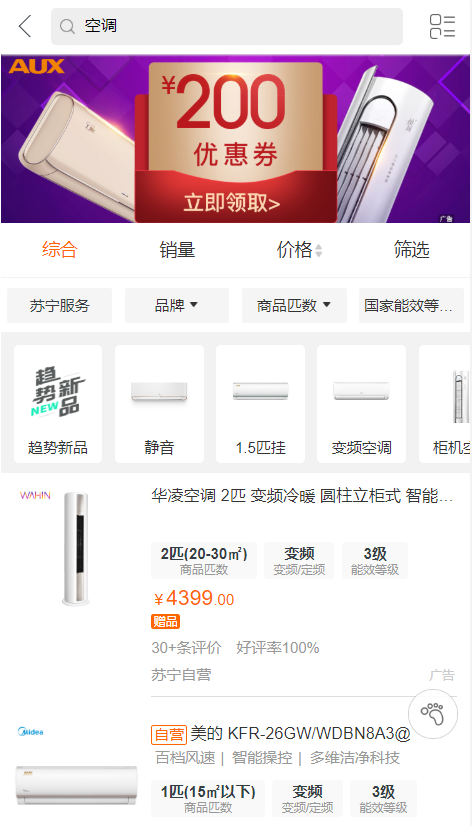 空调
AUX
¥200
优惠券
立即领取>
广告
综合
销量
价格
筛选
苏宁服务
品牌
商品匹数
国家能效等...
趋势新品
NEW
趋势新品
静音
1.5匹挂
变频空调
柜机空
WAHIN
华凌空调 2匹 变频冷暖 圆柱立柜式 智能...
2匹(20-30㎡)
变频
3级
商品匹数
变频/定频
能效等级
¥4399.00
赠品
30+条评价
好评率100%
苏宁自营
广告
Midea
自营 美的 KFR-26GW/WDBN8A3@
百档风速 | 智能操控 | 多维洁净科技
AUX
1匹(15㎡以下)
变频
3级
商品匹数
变频/定频
能效等级